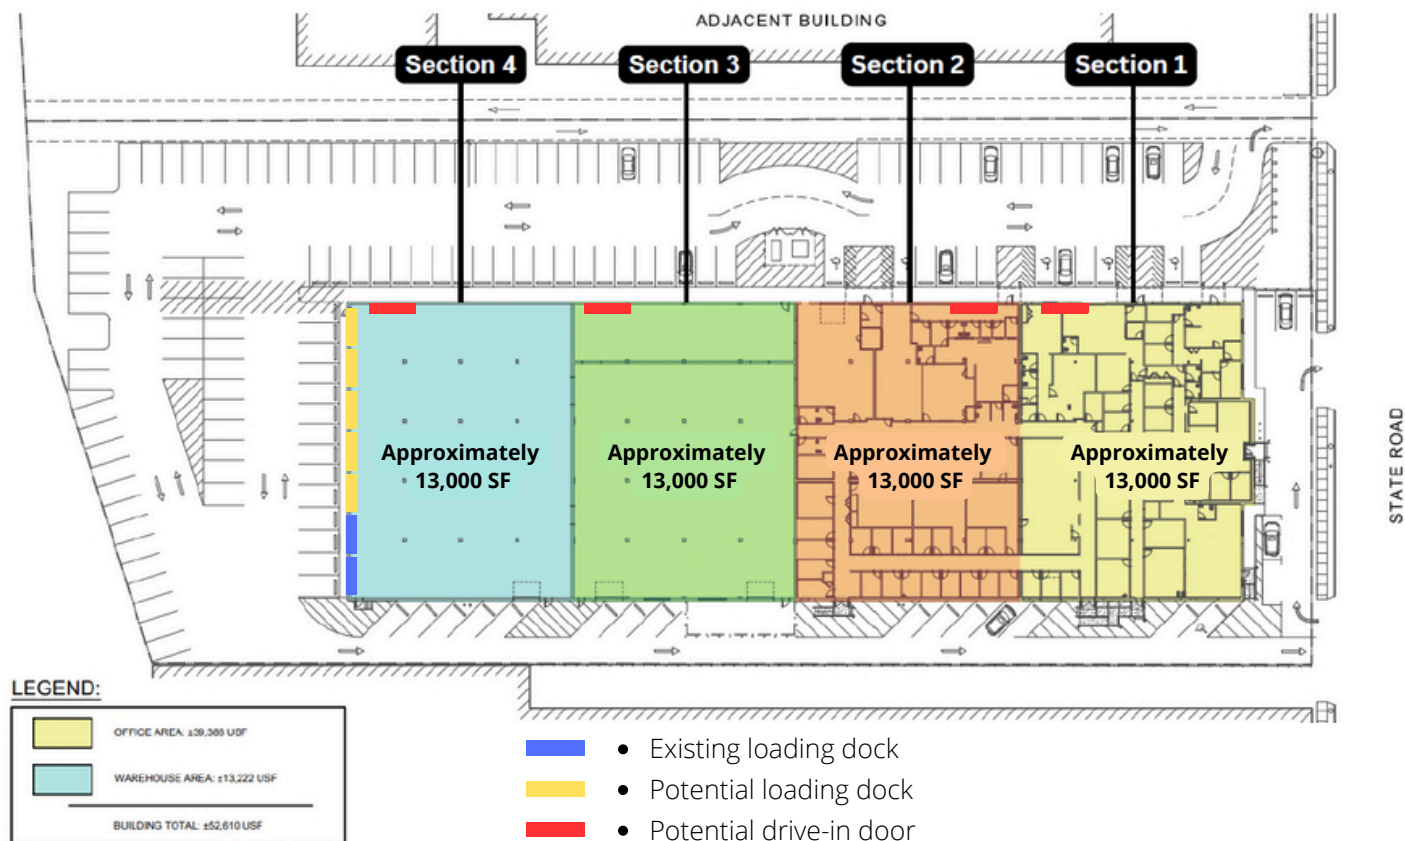 ADJACENT BUILDING
Section 4
Section 3
Section 2
Section 1
Approximately
13,000 SF
Approximately
13,000 SF
Approximately
13,000 SF
Approximately
13,000 SF
STATE ROAD
LEGEND:
OFFICE AREA: ±39,388 USF
WAREHOUSE AREA: ±13,222 USF
BUILDING TOTAL: ±52,610 USF
• Existing loading dock
• Potential loading dock
• Potential drive-in door